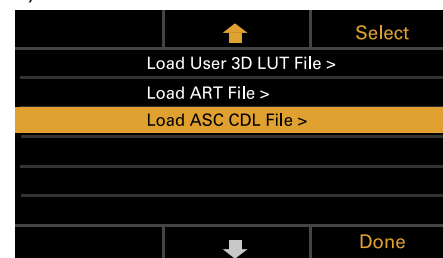 Select
Load User 3D LUT File >
Load ART File >
Load ASC CDL File >
Done